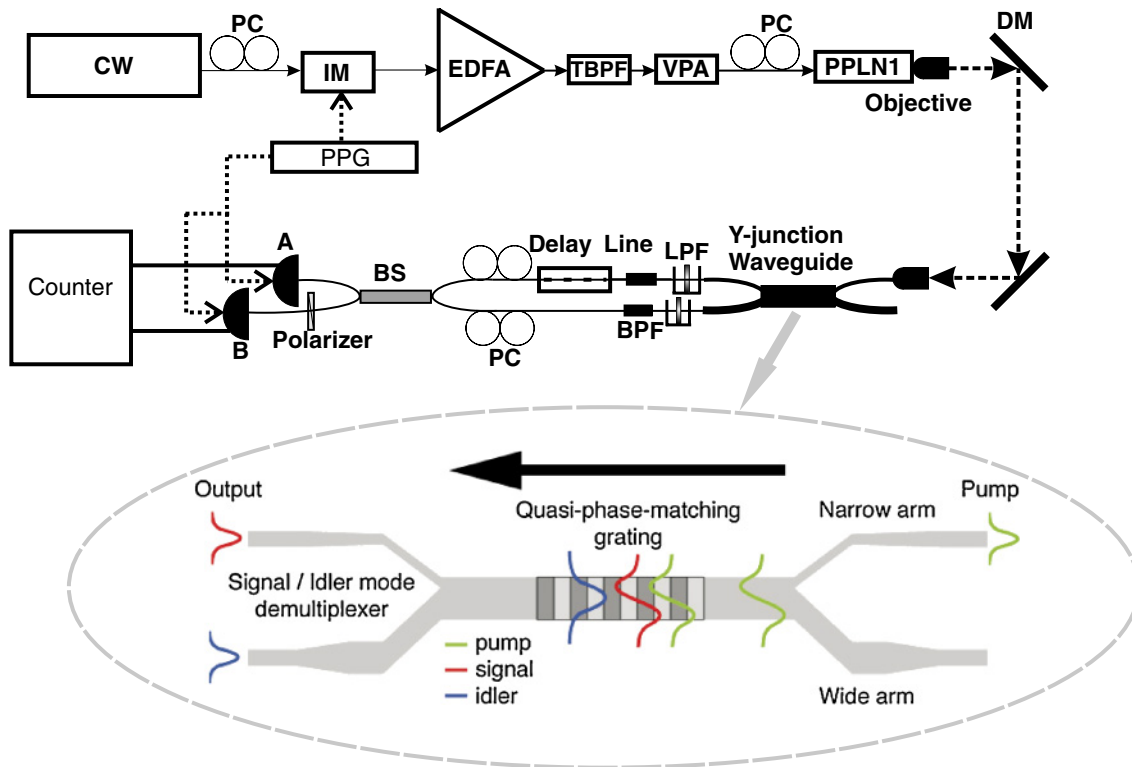 PC
PC
DM
CW
IM
EDFA
TBPF
VPA
PPLN1
Objective
PPG
A
Delay Line
LPF
Y-junction
Waveguide
BS
Counter
B
Polarizer
PC
BPF
Output
Quasi-phase-matching
grating
Narrow arm
Pump
Signal / Idler mode
demultiplexer
pump
signal
idler
Wide arm